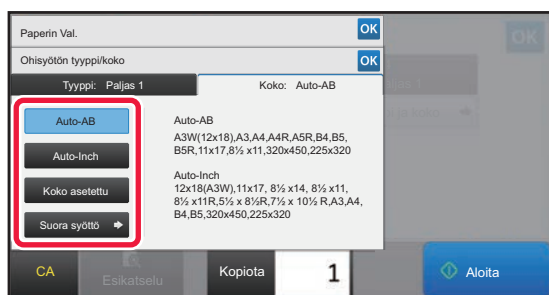 Paperin Val.
OK
OK
Ohisyötön tyyppi/koko
OK
Tyyppi: Paljas 1
Koko: Auto-AB
Auto-AB
Auto-Inch
Koko asetettu
Suora syöttö
Auto-AB
A3W(12x18),A3,A4,A4R,A5R,B4,B5,
B5R,11x17,8½ x11,320x450,225x320
Auto-Inch
12x18(A3W),11x17, 8½ x14, 8½ x11,
8½ x11R,5½ x 8½R,7½ x 10½ R,A3,A4,
B4,B5,320x450,225x320
CA
Esikatselu
Kopiota
1
Aloita